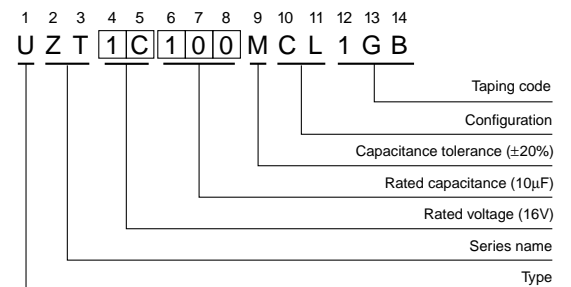 1 2 3 4 5 6 7 8 9 10 11 12 13 14
U Z T 1 C 1 0 0 M C L 1 G B
Taping code
Configuration
Capacitance tolerance (±20%)
Rated capacitance (10µF)
Rated voltage (16V)
Series name
Type